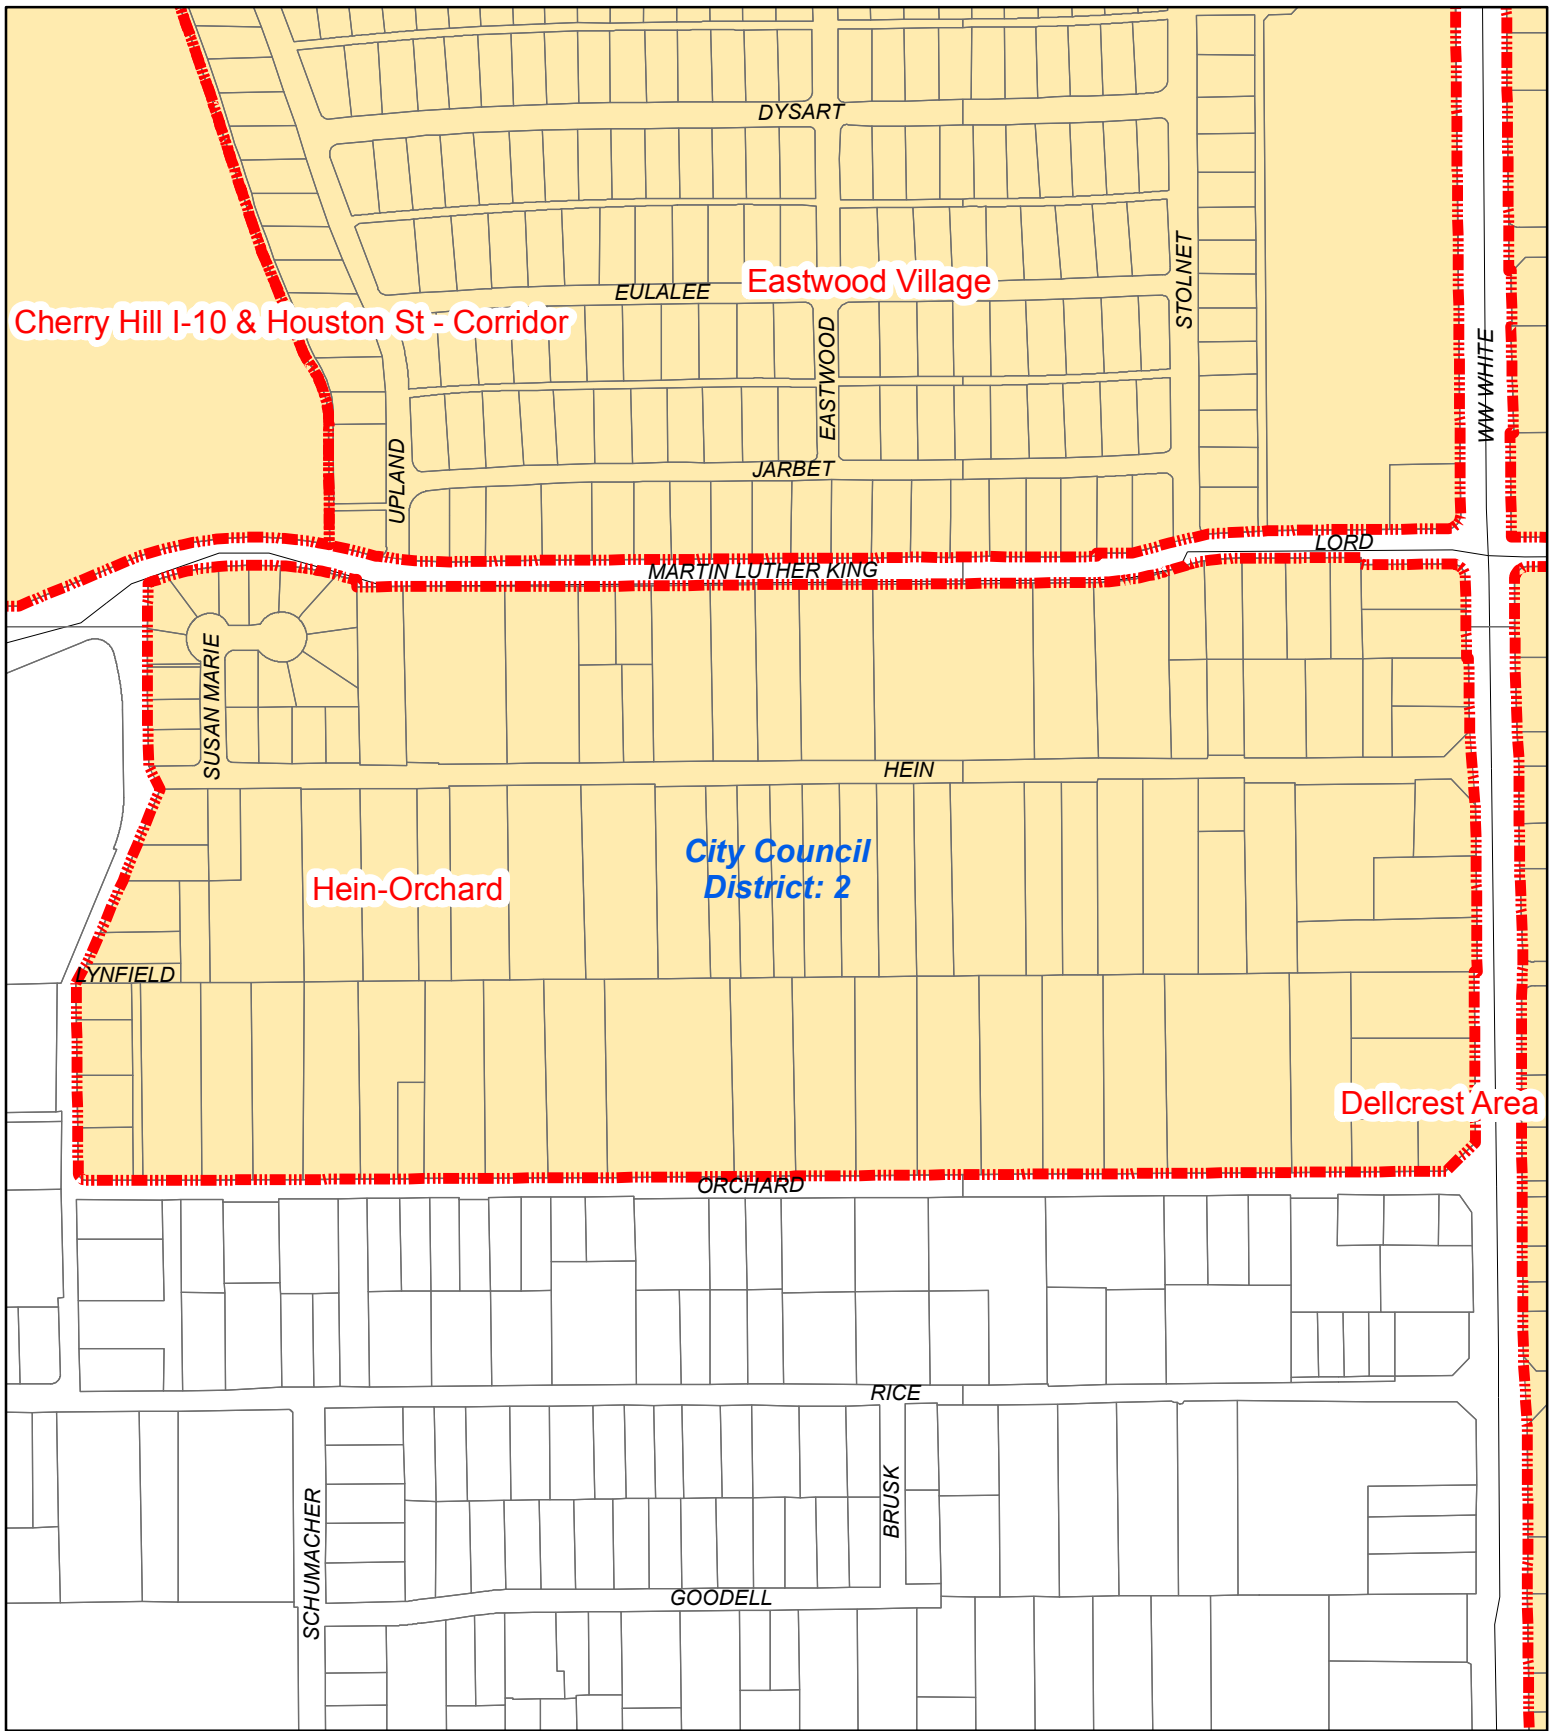 DYSART
STOLNET
EULALEE
Eastwood Village
Cherry Hill I-10 & Houston St - Corridor
EASTWOOD
WW WHITE
UPLAND
JARBET
LORD
MARTIN LUTHER KING
SUSAN MARIE
HEIN
City Council
District: 2
Hein-Orchard
LYNFIELD
Dellcrest Area
ORCHARD
RICE
BRUSK
SCHUMACHER
GOODELL